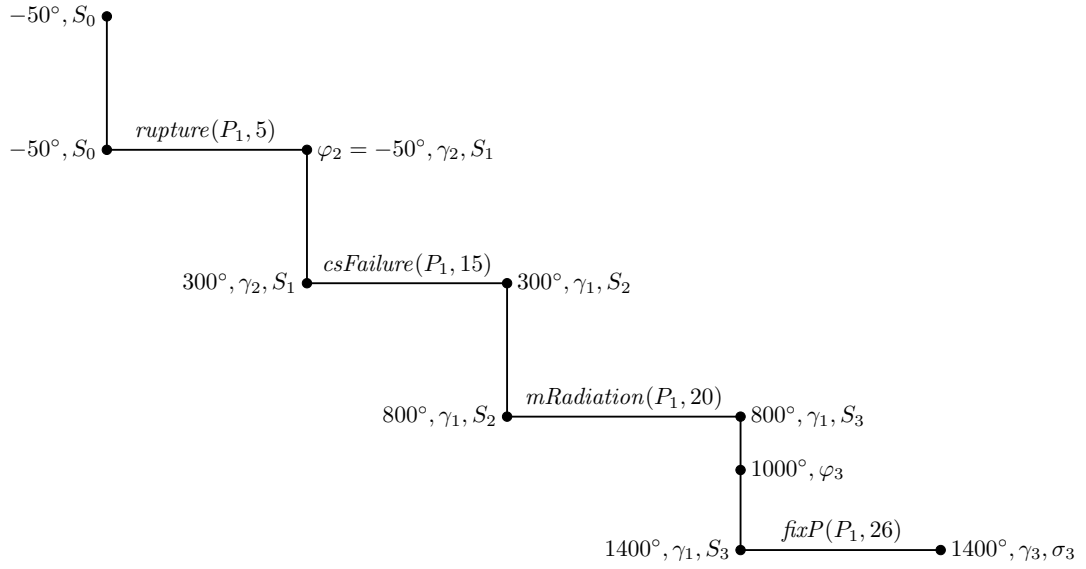 −50°, S₀
−50°, S₀ rupture(P₁, 5) φ₂ = −50°, γ₂, S₁
300°, γ₂, S₁ csFailure(P₁, 15) 300°, γ₁, S₂
800°, γ₁, S₂ mRadiation(P₁, 20) 800°, γ₁, S₃
1000°, φ₃
1400°, γ₁, S₃ fixP(P₁, 26) 1400°, γ₃, σ₃